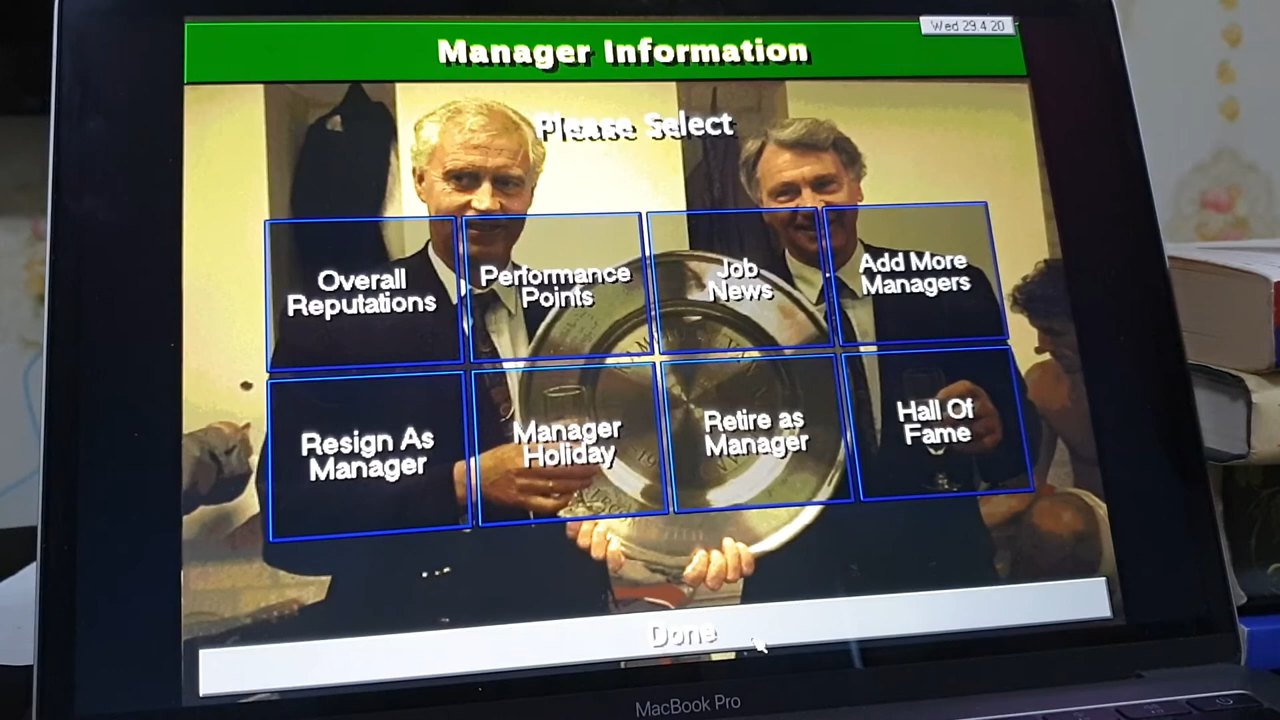 Wed 29.4.20
Manager Information
Please Select
Overall
Reputations
Performance
Points
Job
News
Add More
Managers
Resign As
Manager
Manager
Holiday
Retire as
Manager
Hall Of
Fame
Done
MacBook Pro